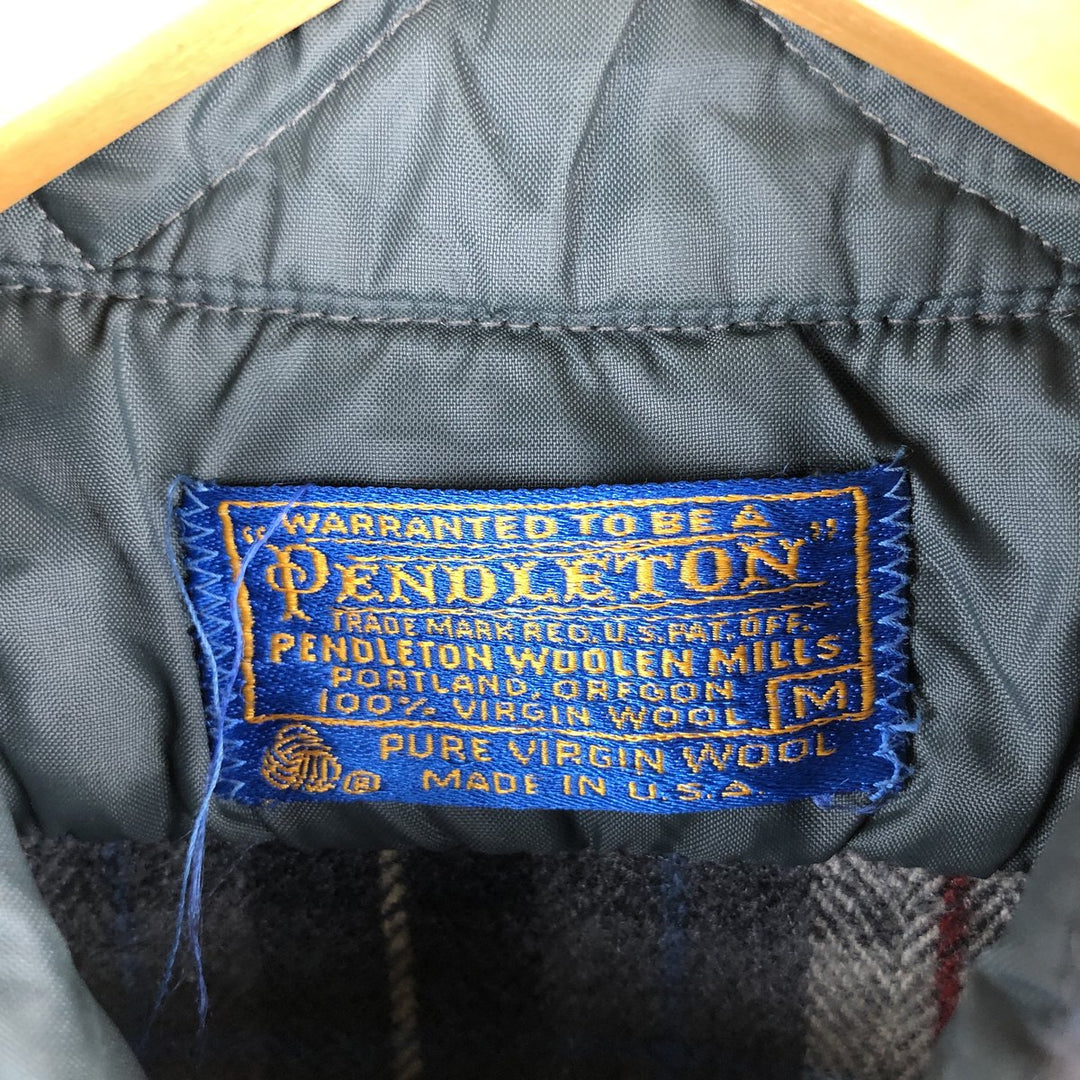 WARRANTED TO BE A
"PENDLETON"
TRADE MARK REG. U.S. PAT. OFF.
PENDLETON WOOLEN MILLS
PORTLAND, OREGON
100% VIRGIN WOOL M
PURE VIRGIN WOOL
® MADE IN U.S.A.